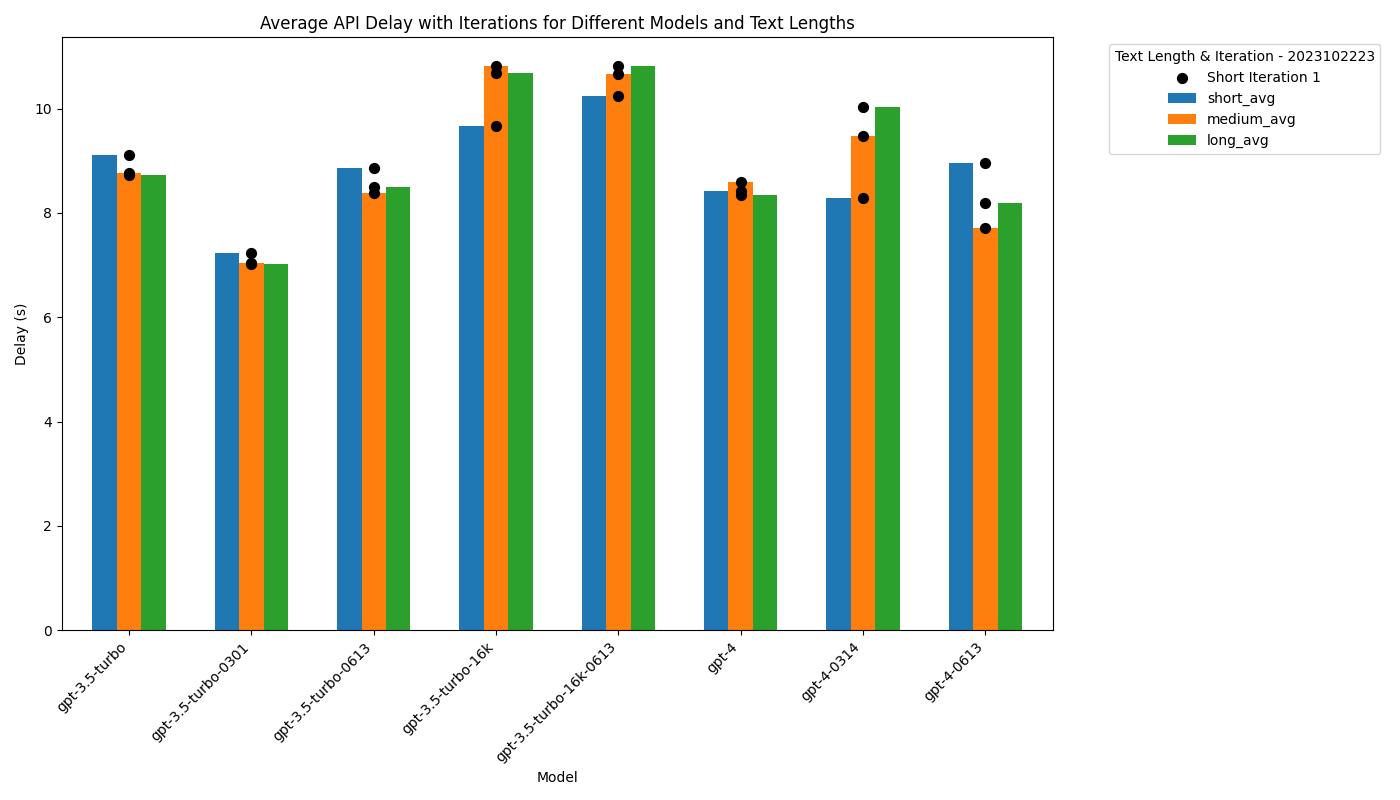 Average API Delay with Iterations for Different Models and Text Lengths
Text Length & Iteration - 2023102223
Short Iteration 1
short_avg
medium_avg
long_avg
Delay (s)
10
8
6
4
2
0
gpt-3.5-turbo
gpt-3.5-turbo-0301
gpt-3.5-turbo-0613
gpt-3.5-turbo-16k
gpt-3.5-turbo-16k-0613
gpt-4
gpt-4-0314
gpt-4-0613
Model